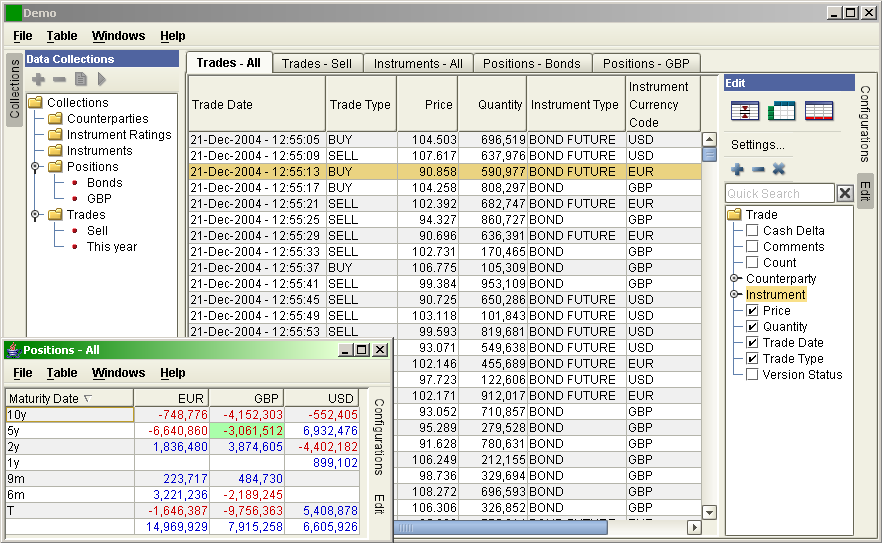 Demo
File Table Windows Help
Collections
Data Collections
Collections
Counterparties
Instrument Ratings
Instruments
Positions
Bonds
GBP
Trades
Sell
This year
Trades - All Trades - Sell Instruments - All Positions - Bonds Positions - GBP
Trade Date Trade Type Price Quantity Instrument Type Instrument Currency Code
21-Dec-2004 - 12:55:05 BUY 104.503 696,519 BOND FUTURE USD
21-Dec-2004 - 12:55:09 SELL 107.617 637,976 BOND FUTURE USD
21-Dec-2004 - 12:55:13 BUY 90.858 590,977 BOND FUTURE EUR
21-Dec-2004 - 12:55:17 BUY 104.258 808,297 BOND GBP
21-Dec-2004 - 12:55:21 SELL 102.392 682,747 BOND FUTURE EUR
21-Dec-2004 - 12:55:25 SELL 94.327 860,727 BOND GBP
21-Dec-2004 - 12:55:29 SELL 90.696 636,391 BOND FUTURE EUR
21-Dec-2004 - 12:55:33 SELL 102.731 170,465 BOND GBP
21-Dec-2004 - 12:55:37 BUY 106.775 105,309 BOND GBP
21-Dec-2004 - 12:55:41 SELL 99.384 953,109 BOND GBP
21-Dec-2004 - 12:55:45 SELL 90.725 650,286 BOND FUTURE USD
21-Dec-2004 - 12:55:49 SELL 103.118 101,843 BOND FUTURE USD
21-Dec-2004 - 12:55:53 SELL 99.593 819,681 BOND FUTURE USD
93.071 549,638 BOND FUTURE USD
102.146 455,689 BOND FUTURE EUR
97.723 122,606 BOND FUTURE USD
102.171 912,017 BOND FUTURE EUR
93.052 710,857 BOND GBP
95.289 279,528 BOND GBP
91.628 780,631 BOND GBP
106.249 212,155 BOND FUTURE USD
98.736 329,694 BOND GBP
108.272 696,593 BOND GBP
106.306 326,852 BOND GBP
Edit
Settings...
Quick Search
Trade
Cash Delta
Comments
Count
Counterparty
Instrument
Price
Quantity
Trade Date
Trade Type
Version Status
Configurations
Edit
Positions - All
File Table Windows Help
Maturity Date EUR GBP USD
10y -748,776 -4,152,303 -552,405
5y -6,640,860 -3,061,512 6,932,476
2y 1,836,480 3,874,605 -4,402,182
1y 899,102
9m 223,717 484,730
6m 3,221,236 -2,189,245
T -1,646,387 -9,756,363 5,408,878
14,969,929 7,915,258 6,605,926
Configurations
Edit